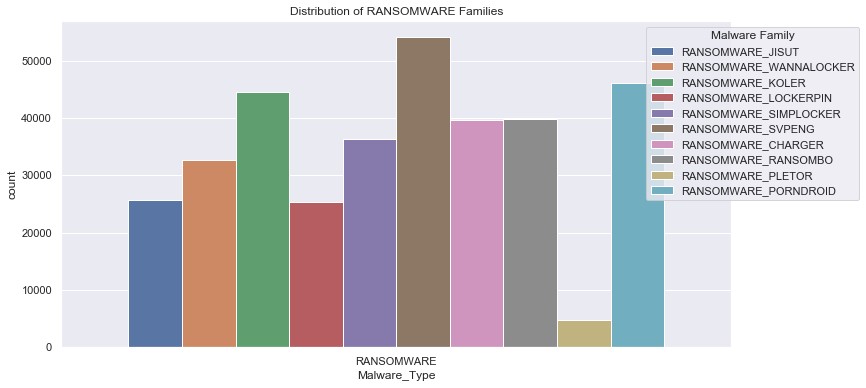 Distribution of RANSOMWARE Families
Malware Family
RANSOMWARE_JISUT
RANSOMWARE_WANNALOCKER
RANSOMWARE_KOLER
RANSOMWARE_LOCKERPIN
RANSOMWARE_SIMPLOCKER
RANSOMWARE_SVPENG
RANSOMWARE_CHARGER
RANSOMWARE_RANSOMBO
RANSOMWARE_PLETOR
RANSOMWARE_PORNDROID
count
50000
40000
30000
20000
10000
0
RANSOMWARE
Malware_Type